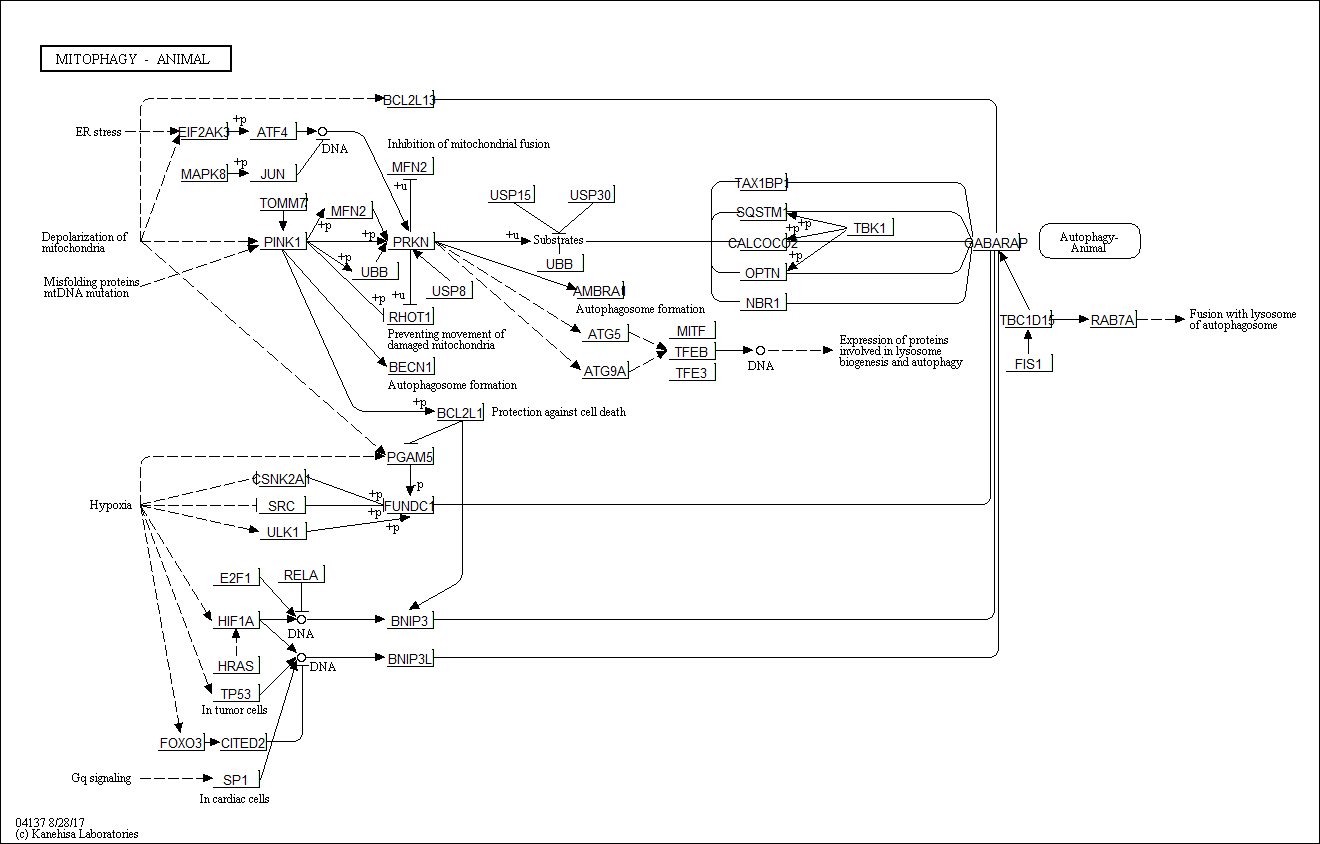 MITOPHAGY - ANIMAL
BCL2L13
ER stress
EIF2AK3
+p
ATF4
DNA
Inhibition of mitochondrial fusion
MAPK8
+p
JUN
MFN2
+u
TAX1BP1
TOMM7
MFN2
USP15
USP30
SQSTM1
+p
+p
TBK1
Depolarization of
mitochondria
PINK1
+p
+p
PRKN
+u
Substrates
CALCOCO2
GABARAP
Autophagy-
Animal
+p
UBB
UBB
+p
OPTN
Misfolding proteins
mtDNA mutation
+p
+u
USP8
AMBRA1
NBR1
RHOT1
Autophagosome formation
Preventing movement of
damaged mitochondria
ATG5
MITF
TBC1D15
RAB7A
Fusion with lysosome
of autophagosome
BECN1
ATG9A
TFEB
DNA
Expression of proteins
involved in lysosome
biogenesis and autophagy
FIS1
TFE3
Autophagosome formation
+p
BCL2L1
Protection against cell death
PGAM5
CSNK2A1
-p
Hypoxia
SRC
+p
+p
FUNDC1
ULK1
+p
E2F1
RELA
HIF1A
DNA
BNIP3
HRAS
DNA
BNIP3L
TP53
In tumor cells
FOXO3
CITED2
Gq signaling
SP1
In cardiac cells
04137 8/28/17
(c) Kanehisa Laboratories